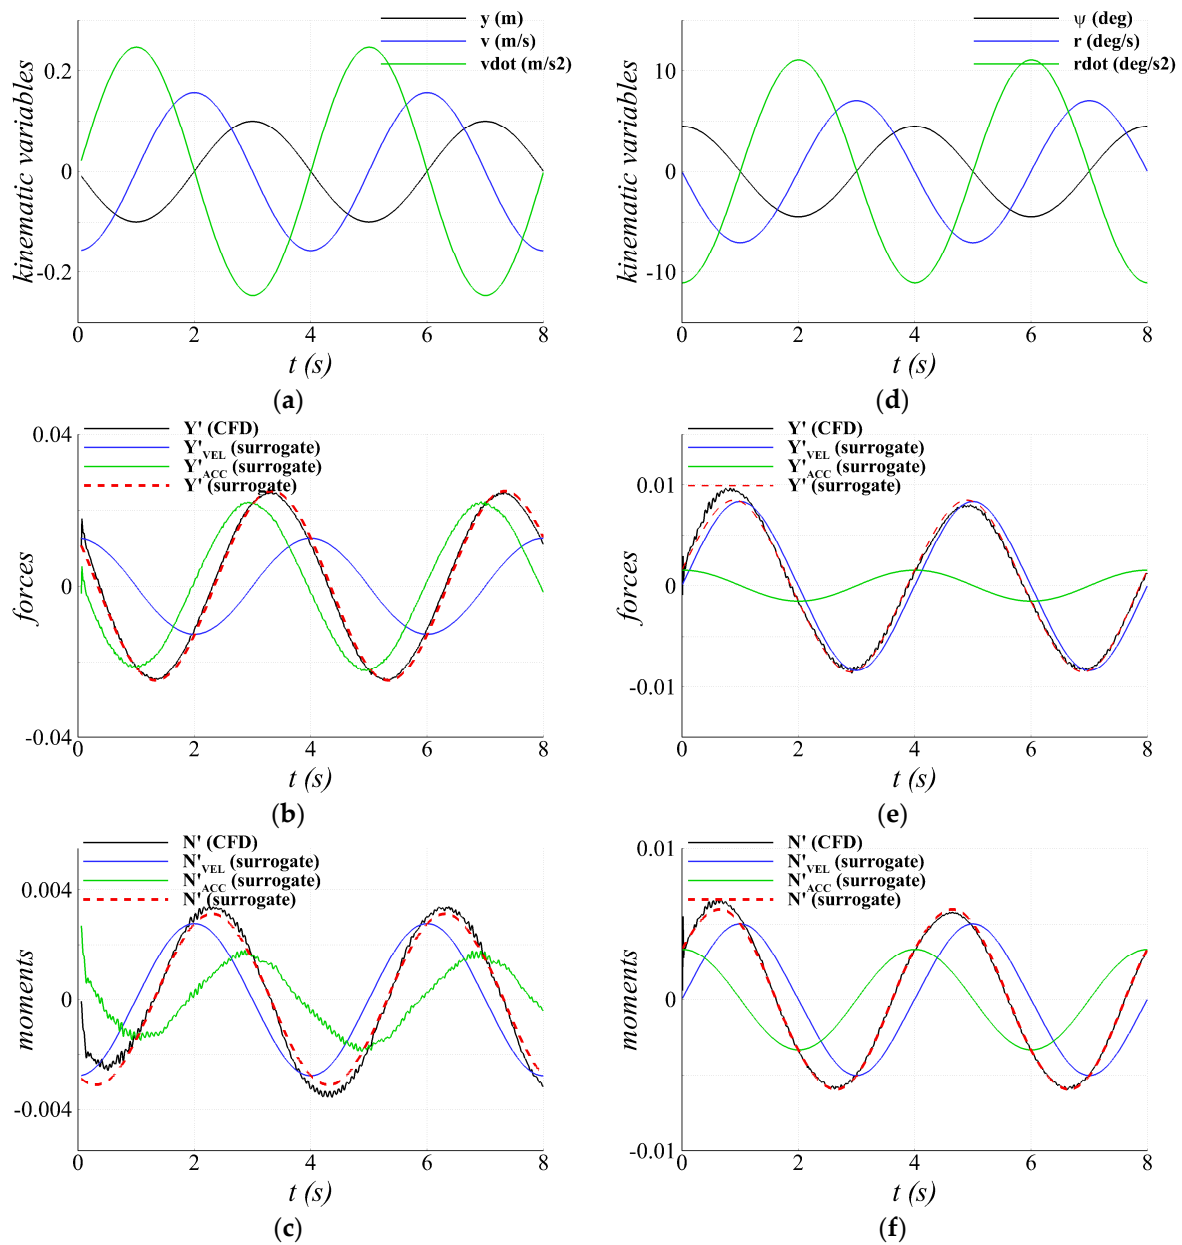 y (m)
v (m/s)
vdot (m/s2)
kinematic variables
0.2
0
-0.2
0 2 4 6 8
t (s)
(a)
ψ (deg)
r (deg/s)
rdot (deg/s2)
kinematic variables
10
0
-10
0 2 4 6 8
t (s)
(d)
Y' (CFD)
Y'VEL (surrogate)
Y'ACC (surrogate)
Y' (surrogate)
forces
0.04
0
-0.04
0 2 4 6 8
t (s)
(b)
Y' (CFD)
Y'VEL (surrogate)
Y'ACC (surrogate)
Y' (surrogate)
forces
0.01
0
-0.01
0 2 4 6 8
t (s)
(e)
N' (CFD)
N'VEL (surrogate)
N'ACC (surrogate)
N' (surrogate)
moments
0.004
0
-0.004
0 2 4 6 8
t (s)
(c)
N' (CFD)
N'VEL (surrogate)
N'ACC (surrogate)
N' (surrogate)
moments
0.01
0
-0.01
0 2 4 6 8
t (s)
(f)